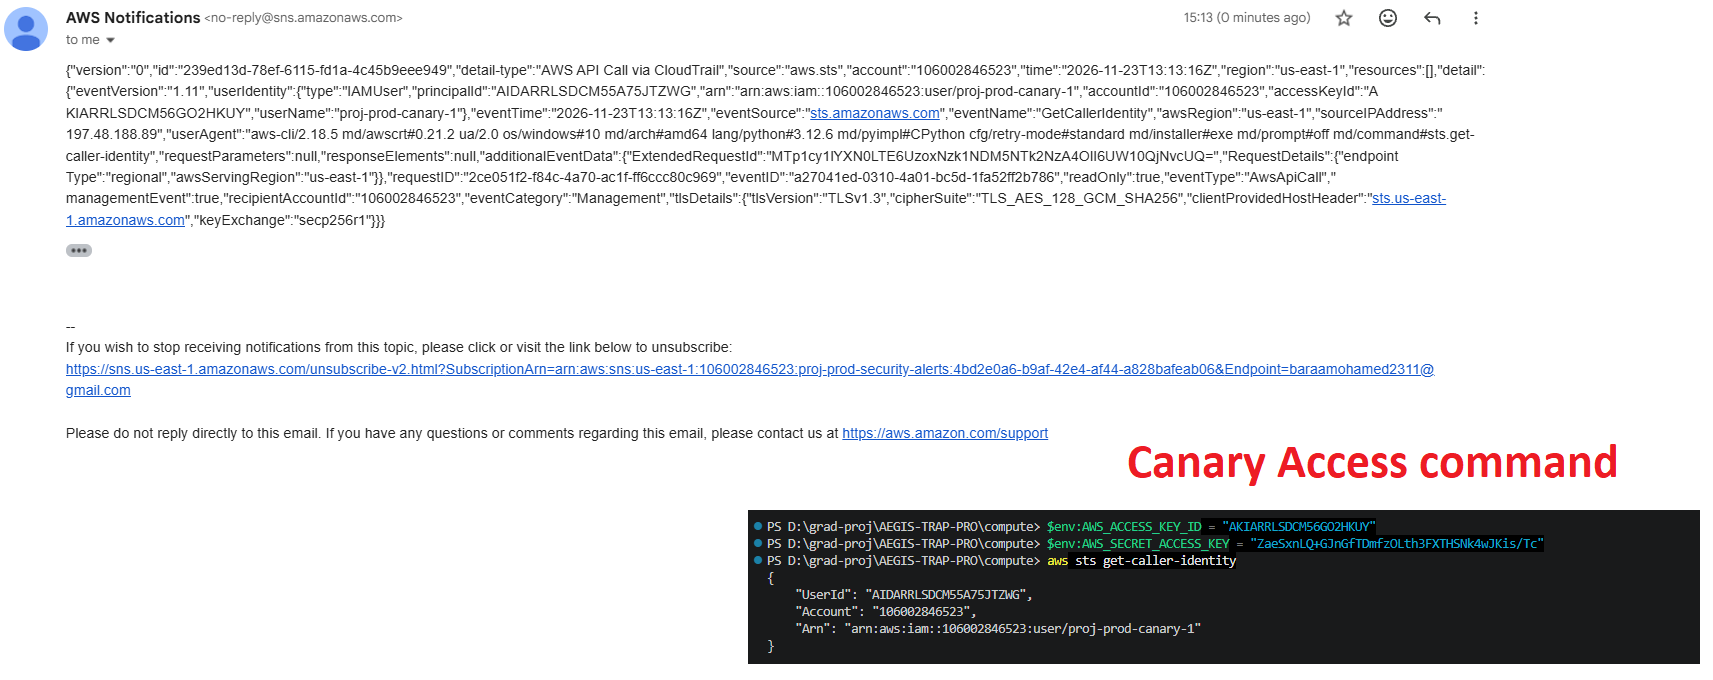 AWS Notifications <no-reply@sns.amazonaws.com>
15:13 (0 minutes ago)
to me
{"version":"0","id":"239ed13d-78ef-6115-fd1a-4c45b9eee949","detail-type":"AWS API Call via CloudTrail","source":"aws.sts","account":"106002846523","time":"2026-11-23T13:13:16Z","region":"us-east-1","resources":[],"detail":
{"eventVersion":"1.11","userIdentity":{"type":"IAMUser","principalId":"AIDARRLSDCM55A75JTZWG","arn":"arn:aws:iam::106002846523:user/proj-prod-canary-1","accountId":"106002846523","accessKeyId":"A
KIARRLSDCM56GO2HKUY","userName":"proj-prod-canary-1"},"eventTime":"2026-11-23T13:13:16Z","eventSource":"sts.amazonaws.com","eventName":"GetCallerIdentity","awsRegion":"us-east-1","sourceIPAddress":"
197.48.188.89","userAgent":"aws-cli/2.18.5 md/awscrt#0.21.2 ua/2.0 os/windows#10 md/arch#amd64 lang/python#3.12.6 md/pyimpl#CPython cfg/retry-mode#standard md/installer#exe md/prompt#off md/command#sts.get-
caller-identity","requestParameters":null,"responseElements":null,"additionalEventData":{"ExtendedRequestId":"MTp1cy1lYXN0LTE6UzoxNzk1NDM5NTk2NzA4OlI6UW10QjNvcUQ=","RequestDetails":{"endpoint
Type":"regional","awsServingRegion":"us-east-1"}},"requestID":"2ce051f2-f84c-4a70-ac1f-ff6ccc80c969","eventID":"a27041ed-0310-4a01-bc5d-1fa52ff2b786","readOnly":true,"eventType":"AwsApiCall","
managementEvent":true,"recipientAccountId":"106002846523","eventCategory":"Management","tlsDetails":{"tlsVersion":"TLSv1.3","cipherSuite":"TLS_AES_128_GCM_SHA256","clientProvidedHostHeader":"sts.us-east-
1.amazonaws.com","keyExchange":"secp256r1"}}}
--
If you wish to stop receiving notifications from this topic, please click or visit the link below to unsubscribe:
https://sns.us-east-1.amazonaws.com/unsubscribe-v2.html?SubscriptionArn=arn:aws:sns:us-east-1:106002846523:proj-prod-security-alerts:4bd2e0a6-b9af-42e4-af44-a828bafeab06&Endpoint=baraamohamed2311@
gmail.com
Please do not reply directly to this email. If you have any questions or comments regarding this email, please contact us at https://aws.amazon.com/support
Canary Access command
PS D:\grad-proj\AEGIS-TRAP-PRO\compute> $env:AWS_ACCESS_KEY_ID = "AKIARRLSDCM56GO2HKUY"
PS D:\grad-proj\AEGIS-TRAP-PRO\compute> $env:AWS_SECRET_ACCESS_KEY = "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"
PS D:\grad-proj\AEGIS-TRAP-PRO\compute> aws sts get-caller-identity
{
"UserId": "AIDARRLSDCM55A75JTZWG",
"Account": "106002846523",
"Arn": "arn:aws:iam::106002846523:user/proj-prod-canary-1"
}